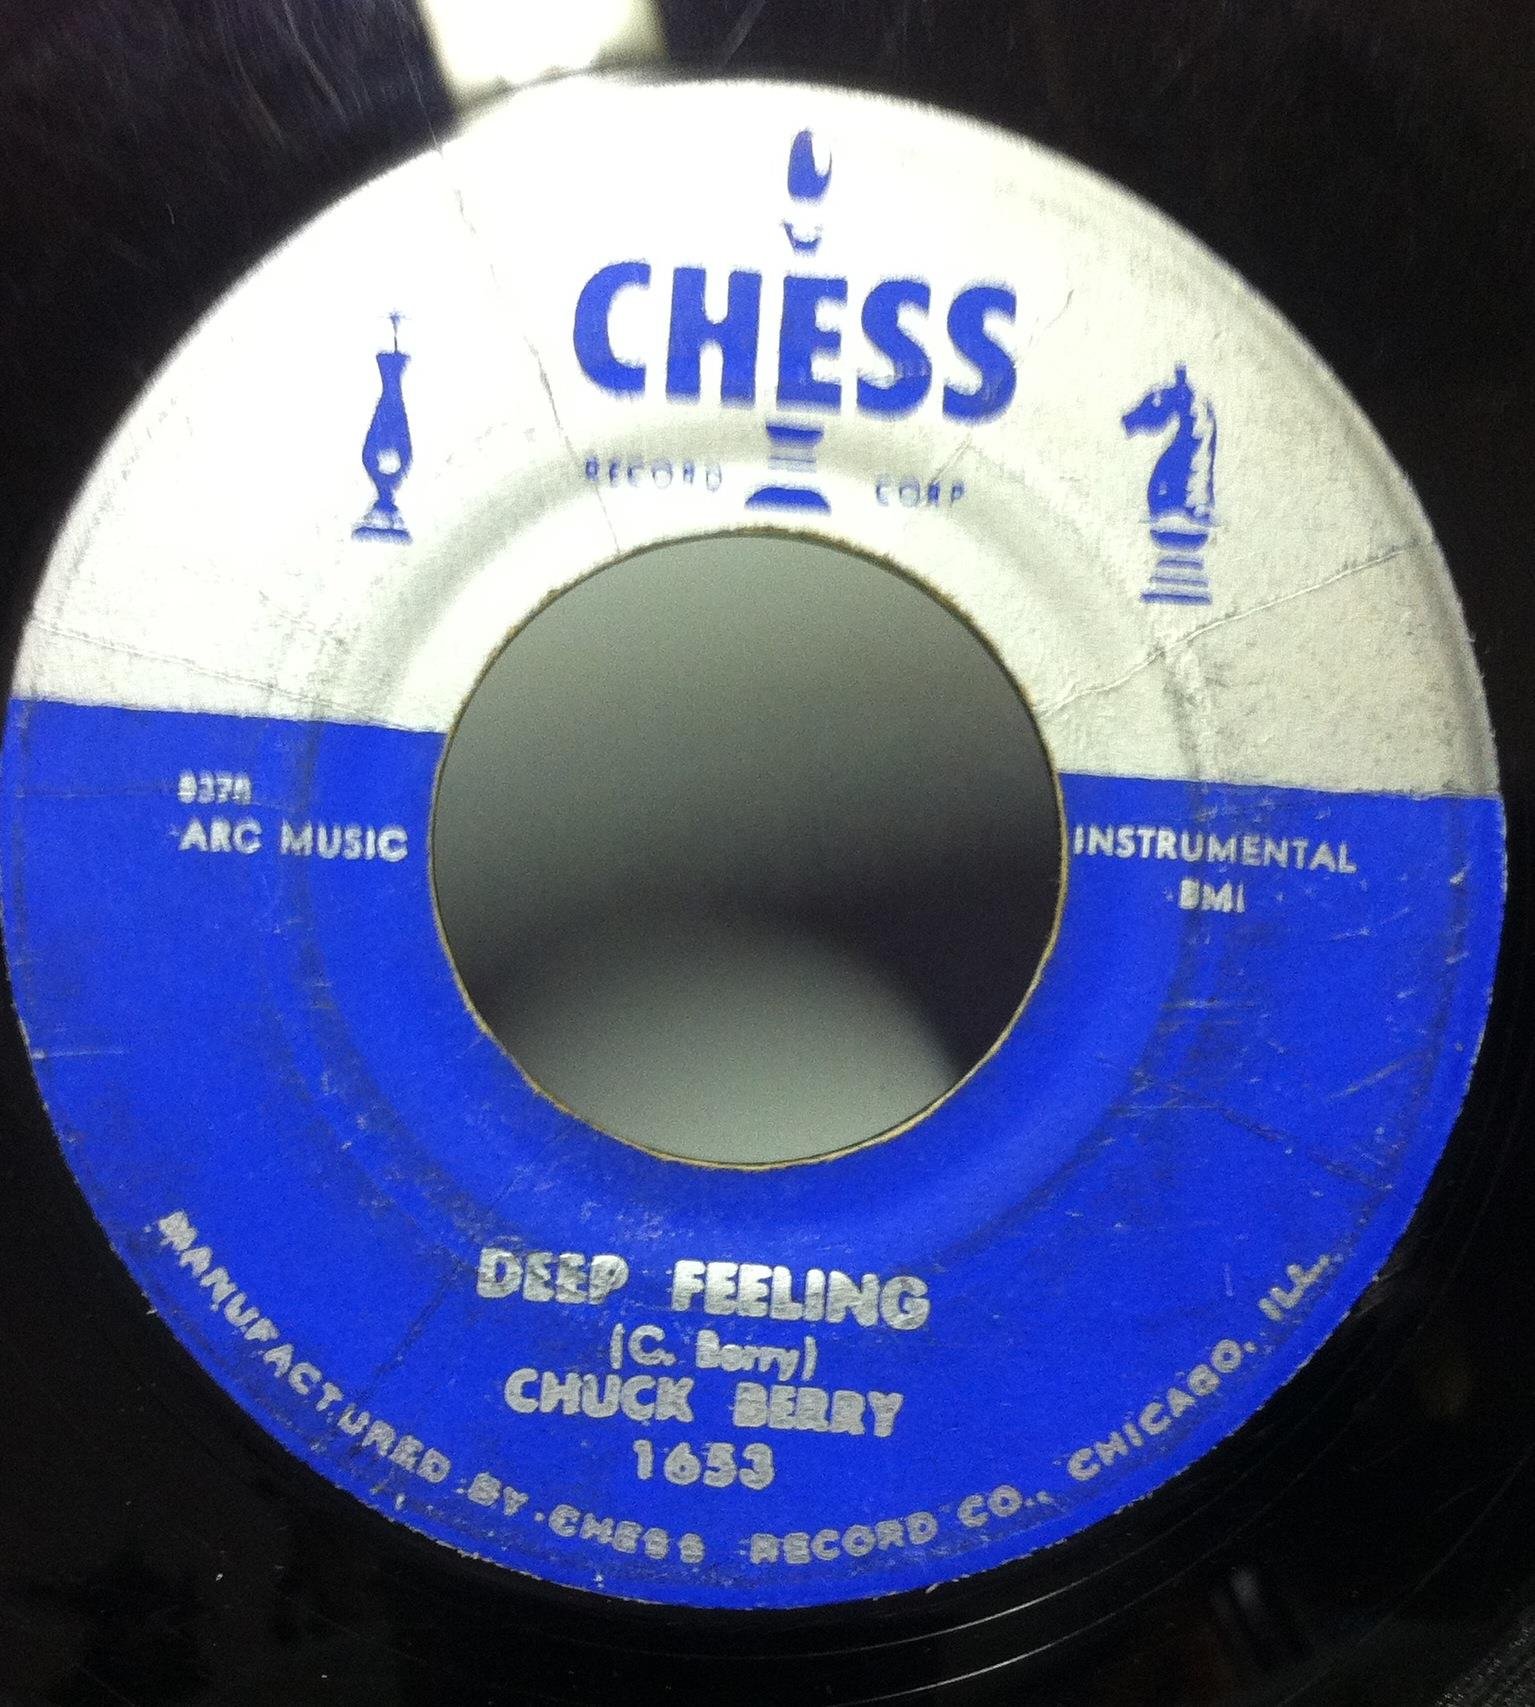 CHESS
RECORD CORP
ARC MUSIC
INSTRUMENTAL
BMI
DEEP FEELING
(C. Berry)
CHUCK BERRY
1653
MANUFACTURED BY CHESS RECORD CO., CHICAGO, ILL.